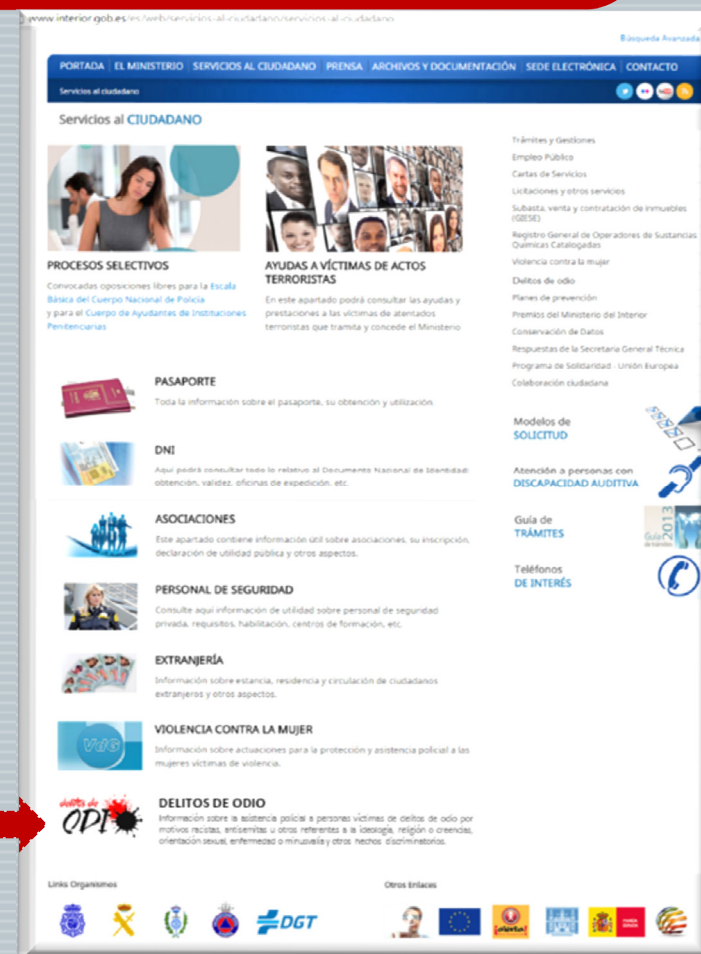 www.interior.gob.es/es/web/servicios-al-ciudadano/servicios-al-ciudadano
Búsqueda Avanzada
PORTADA EL MINISTERIO SERVICIOS AL CIUDADANO PRENSA ARCHIVOS Y DOCUMENTACIÓN SEDE ELECTRÓNICA CONTACTO
Servicios al ciudadano
Servicios al CIUDADANO
PROCESOS SELECTIVOS
Convocadas oposiciones libres para la Escala
Básica del Cuerpo Nacional de Policía
y para el Cuerpo de Ayudantes de Instituciones
Penitenciarias
AYUDAS A VÍCTIMAS DE ACTOS
TERRORISTAS
En este apartado podrá consultar las ayudas y
prestaciones a las víctimas de atentados
terroristas que tramita y concede el Ministerio
PASAPORTE
Toda la información sobre el pasaporte, su obtención y utilización.
DNI
Aquí podrá consultar todo lo relativo al Documento Nacional de Identidad:
obtención, validez, oficinas de expedición, etc.
ASOCIACIONES
Este apartado contiene información útil sobre asociaciones, su inscripción,
declaración de utilidad pública y otros aspectos.
PERSONAL DE SEGURIDAD
Consulte aquí información de utilidad sobre personal de seguridad
privada, requisitos, habilitación, centros de formación, etc.
EXTRANJERÍA
Información sobre estancia, residencia y circulación de ciudadanos
extranjeros y otros aspectos.
VdG
VIOLENCIA CONTRA LA MUJER
Información sobre actuaciones para la protección y asistencia policial a las
mujeres víctimas de violencia.
delitos de
ODIO
DELITOS DE ODIO
Información sobre la asistencia policial a personas víctimas de delitos de odio por
motivos racistas, antisemitas u otros referentes a la ideología, religión o creencias,
orientación sexual, enfermedad o minusvalía y otros hechos discriminatorios.
Trámites y Gestiones
Empleo Público
Cartas de Servicios
Licitaciones y otros servicios
Subasta, venta y contratación de inmuebles
(GIESE)
Registro General de Operadores de Sustancias
Químicas Catalogadas
Violencia contra la mujer
Delitos de odio
Planes de prevención
Premios del Ministerio del Interior
Conservación de Datos
Respuestas de la Secretaría General Técnica
Programa de Solidaridad - Unión Europea
Colaboración ciudadana
Modelos de
SOLICITUD
Atención a personas con
DISCAPACIDAD AUDITIVA
Guía de
TRÁMITES
Guía
de trámites
2013
Teléfonos
DE INTERÉS
Links Organismos
Otros Enlaces
DGT
¡alerta!